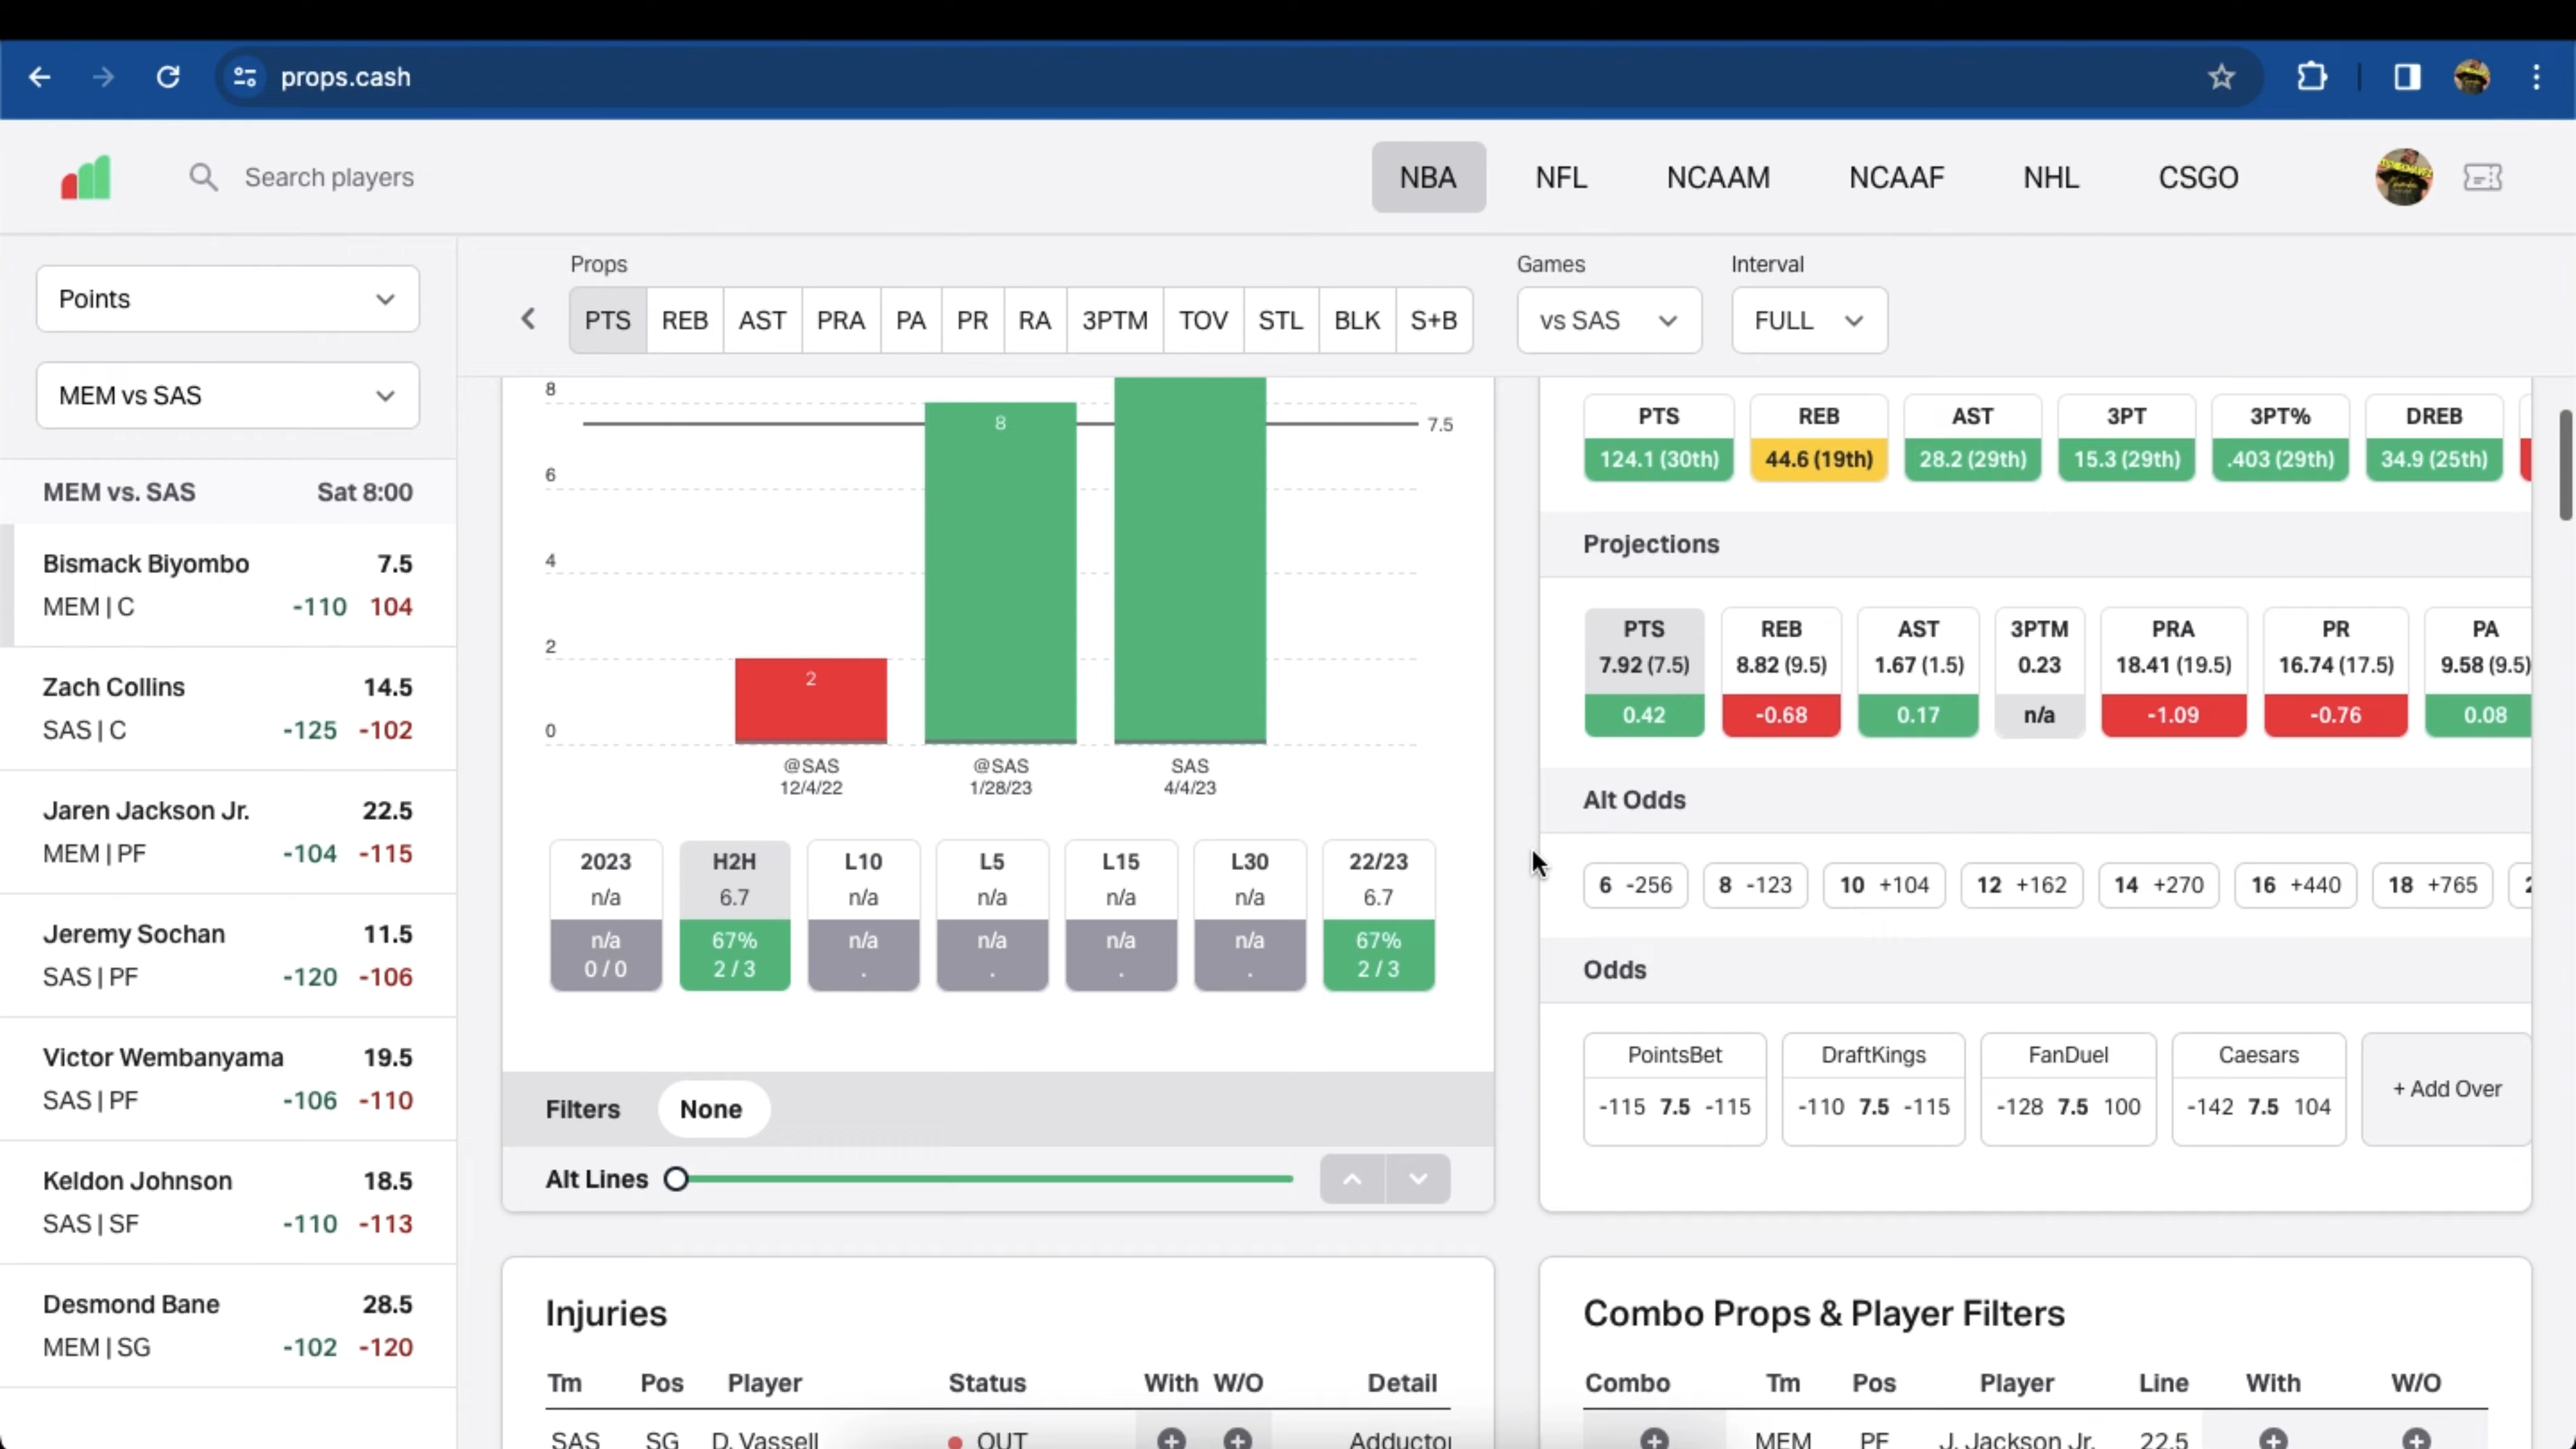 props.cash
Search players
NBA
NFL
NCAAM
NCAAF
NHL
CSGO
Points
MEM vs SAS
MEM vs. SAS Sat 8:00
Bismack Biyombo 7.5
MEM | C -110 104
Zach Collins 14.5
SAS | C -125 -102
Jaren Jackson Jr. 22.5
MEM | PF -104 -115
Jeremy Sochan 11.5
SAS | PF -120 -106
Victor Wembanyama 19.5
SAS | PF -106 -110
Keldon Johnson 18.5
SAS | SF -110 -113
Desmond Bane 28.5
MEM | SG -102 -120
Props
PTS REB AST PRA PA PR RA 3PTM TOV STL BLK S+B
Games
vs SAS
Interval
FULL
8
6
4
2
0
7.5
2
8
@SAS
12/4/22
@SAS
1/28/23
SAS
4/4/23
2023 H2H L10 L5 L15 L30 22/23
n/a 6.7 n/a n/a n/a n/a 6.7
n/a 67% n/a n/a n/a n/a 67%
0 / 0 2 / 3 . . . . 2 / 3
Filters None
Alt Lines
Injuries
Tm Pos Player Status With W/O Detail
SAS SG D. Vassell OUT Adductor
PTS REB AST 3PT 3PT% DREB
124.1 (30th) 44.6 (19th) 28.2 (29th) 15.3 (29th) .403 (29th) 34.9 (25th)
Projections
PTS REB AST 3PTM PRA PR PA
7.92 (7.5) 8.82 (9.5) 1.67 (1.5) 0.23 18.41 (19.5) 16.74 (17.5) 9.58 (9.5)
0.42 -0.68 0.17 n/a -1.09 -0.76 0.08
Alt Odds
6 -256 8 -123 10 +104 12 +162 14 +270 16 +440 18 +765 2
Odds
PointsBet DraftKings FanDuel Caesars
-115 7.5 -115 -110 7.5 -115 -128 7.5 100 -142 7.5 104
+ Add Over
Combo Props & Player Filters
Combo Tm Pos Player Line With W/O
MEM PF J. Jackson Jr. 22.5